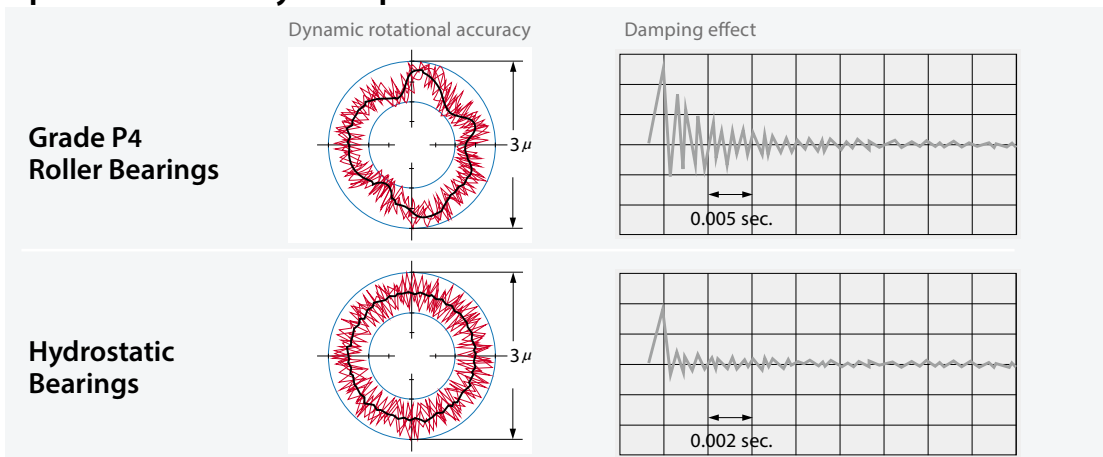 Dynamic rotational accuracy
Damping effect
Grade P4
Roller Bearings
3 μ
0.005 sec.
Hydrostatic
Bearings
3 μ
0.002 sec.